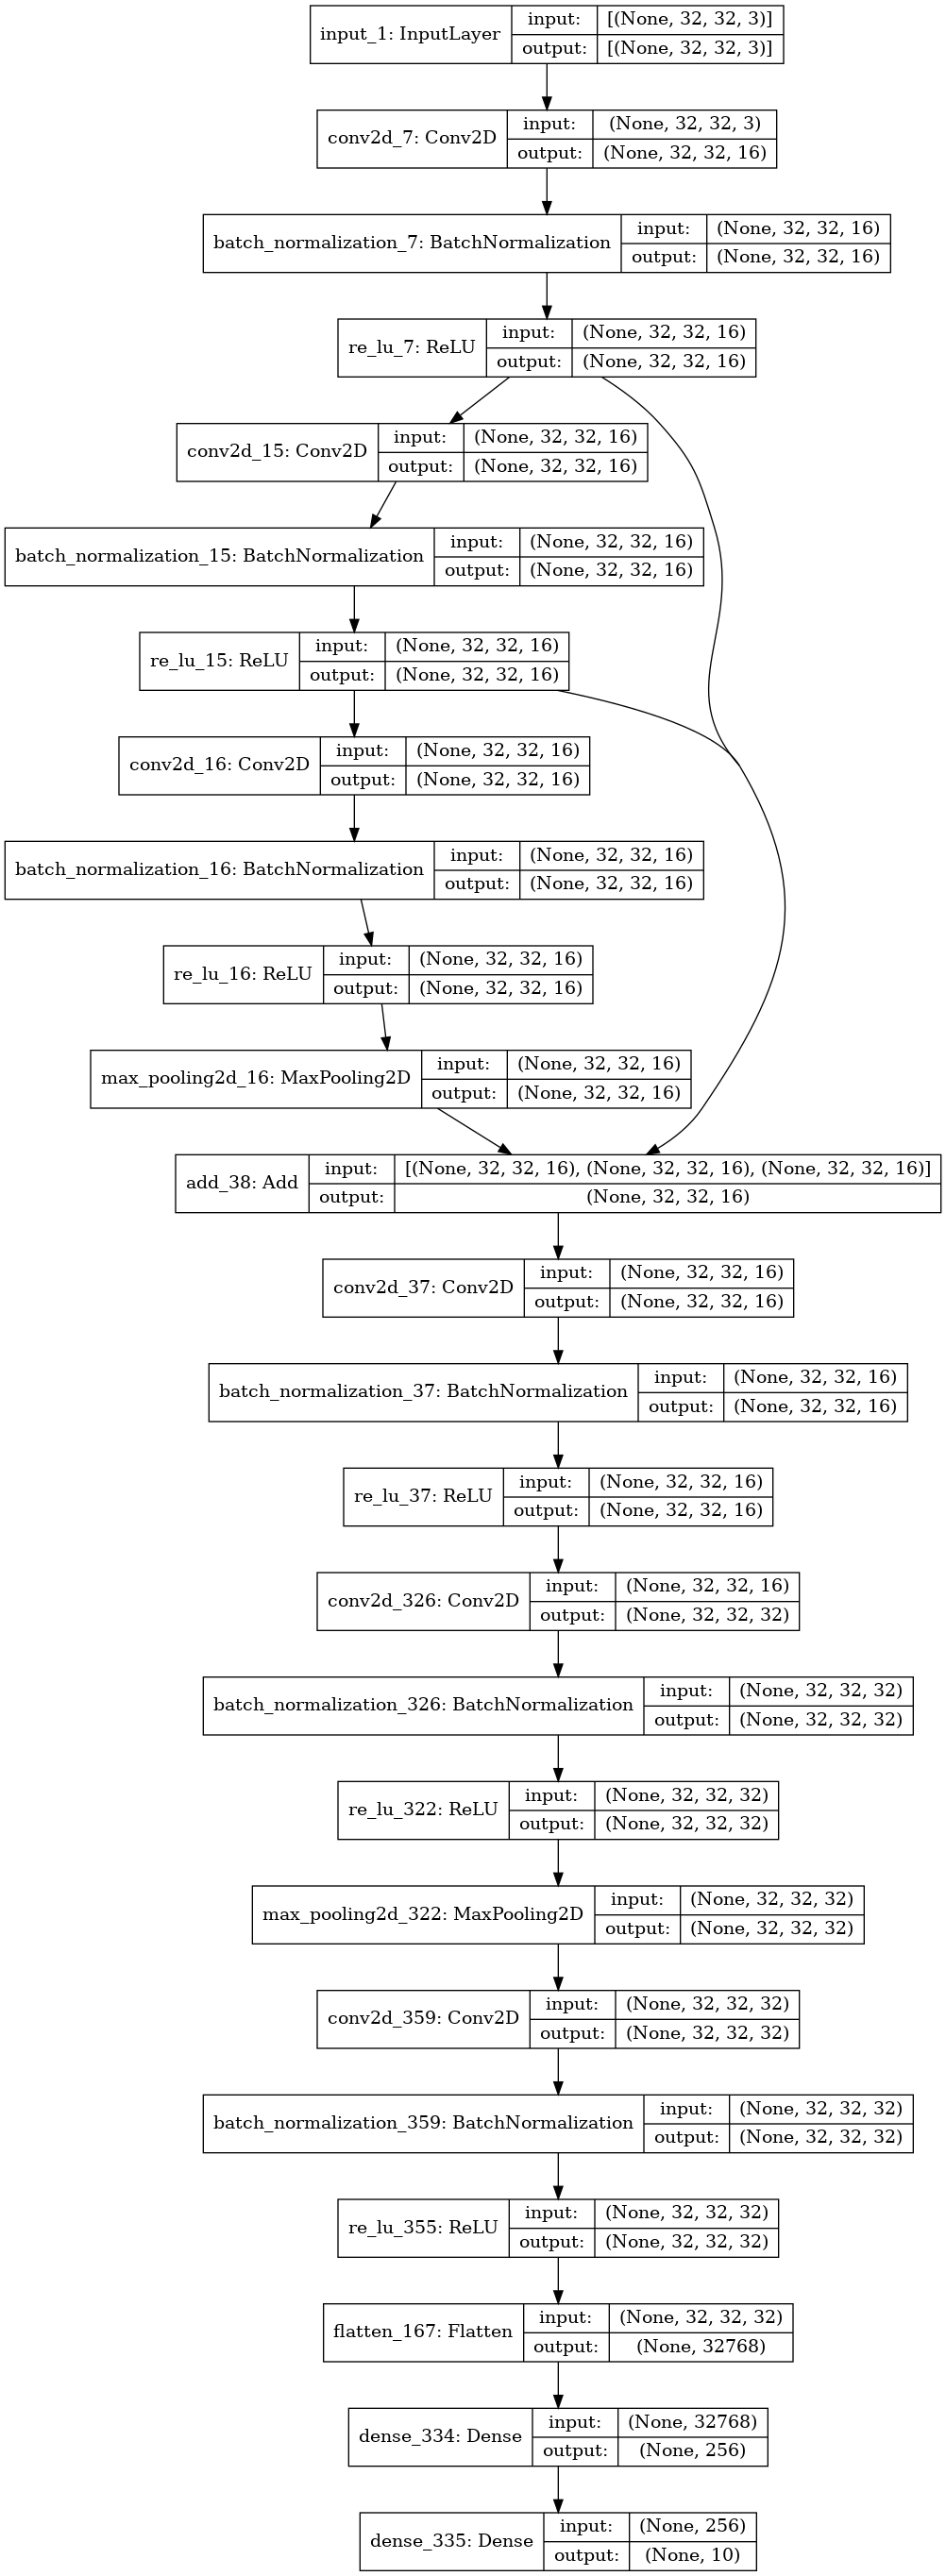 input_1: InputLayer
input: [(None, 32, 32, 3)]
output: [(None, 32, 32, 3)]
conv2d_7: Conv2D
input: (None, 32, 32, 3)
output: (None, 32, 32, 16)
batch_normalization_7: BatchNormalization
input: (None, 32, 32, 16)
output: (None, 32, 32, 16)
re_lu_7: ReLU
input: (None, 32, 32, 16)
output: (None, 32, 32, 16)
conv2d_15: Conv2D
input: (None, 32, 32, 16)
output: (None, 32, 32, 16)
batch_normalization_15: BatchNormalization
input: (None, 32, 32, 16)
output: (None, 32, 32, 16)
re_lu_15: ReLU
input: (None, 32, 32, 16)
output: (None, 32, 32, 16)
conv2d_16: Conv2D
input: (None, 32, 32, 16)
output: (None, 32, 32, 16)
batch_normalization_16: BatchNormalization
input: (None, 32, 32, 16)
output: (None, 32, 32, 16)
re_lu_16: ReLU
input: (None, 32, 32, 16)
output: (None, 32, 32, 16)
max_pooling2d_16: MaxPooling2D
input: (None, 32, 32, 16)
output: (None, 32, 32, 16)
add_38: Add
input: [(None, 32, 32, 16), (None, 32, 32, 16), (None, 32, 32, 16)]
output: (None, 32, 32, 16)
conv2d_37: Conv2D
input: (None, 32, 32, 16)
output: (None, 32, 32, 16)
batch_normalization_37: BatchNormalization
input: (None, 32, 32, 16)
output: (None, 32, 32, 16)
re_lu_37: ReLU
input: (None, 32, 32, 16)
output: (None, 32, 32, 16)
conv2d_326: Conv2D
input: (None, 32, 32, 16)
output: (None, 32, 32, 32)
batch_normalization_326: BatchNormalization
input: (None, 32, 32, 32)
output: (None, 32, 32, 32)
re_lu_322: ReLU
input: (None, 32, 32, 32)
output: (None, 32, 32, 32)
max_pooling2d_322: MaxPooling2D
input: (None, 32, 32, 32)
output: (None, 32, 32, 32)
conv2d_359: Conv2D
input: (None, 32, 32, 32)
output: (None, 32, 32, 32)
batch_normalization_359: BatchNormalization
input: (None, 32, 32, 32)
output: (None, 32, 32, 32)
re_lu_355: ReLU
input: (None, 32, 32, 32)
output: (None, 32, 32, 32)
flatten_167: Flatten
input: (None, 32, 32, 32)
output: (None, 32768)
dense_334: Dense
input: (None, 32768)
output: (None, 256)
dense_335: Dense
input: (None, 256)
output: (None, 10)